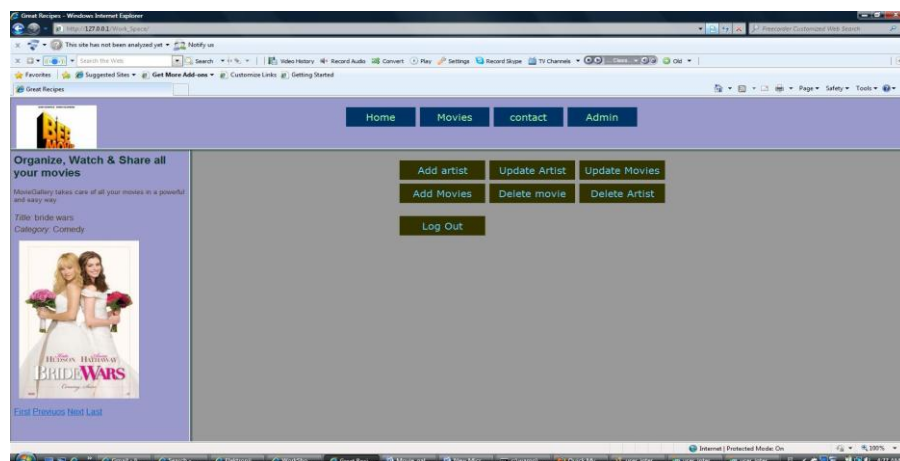 Great Recipes - Windows Internet Explorer
http://127.0.0.1/Work_Space/
This site has not been analyzed yet
Notify us
Search the Web
Search
Video History
Record Audio
Convert
Play
Settings
Record Skype
TV Channels
Favorites
Suggested Sites
Get More Add-ons
Customize Links
Getting Started
Great Recipes
Page
Safety
Tools
Home
Movies
contact
Admin
BEE
MOVIE
Organize, Watch & Share all
your movies
MovieGallery takes care of all your movies in a powerful
and easy way.
Title: bride wars
Category: Comedy
HUDSON HATHAWAY
BRIDE WARS
Coming Soon
First Previuos Next Last
Add artist
Update Artist
Update Movies
Add Movies
Delete movie
Delete Artist
Log Out
Internet | Protected Mode: On
100%